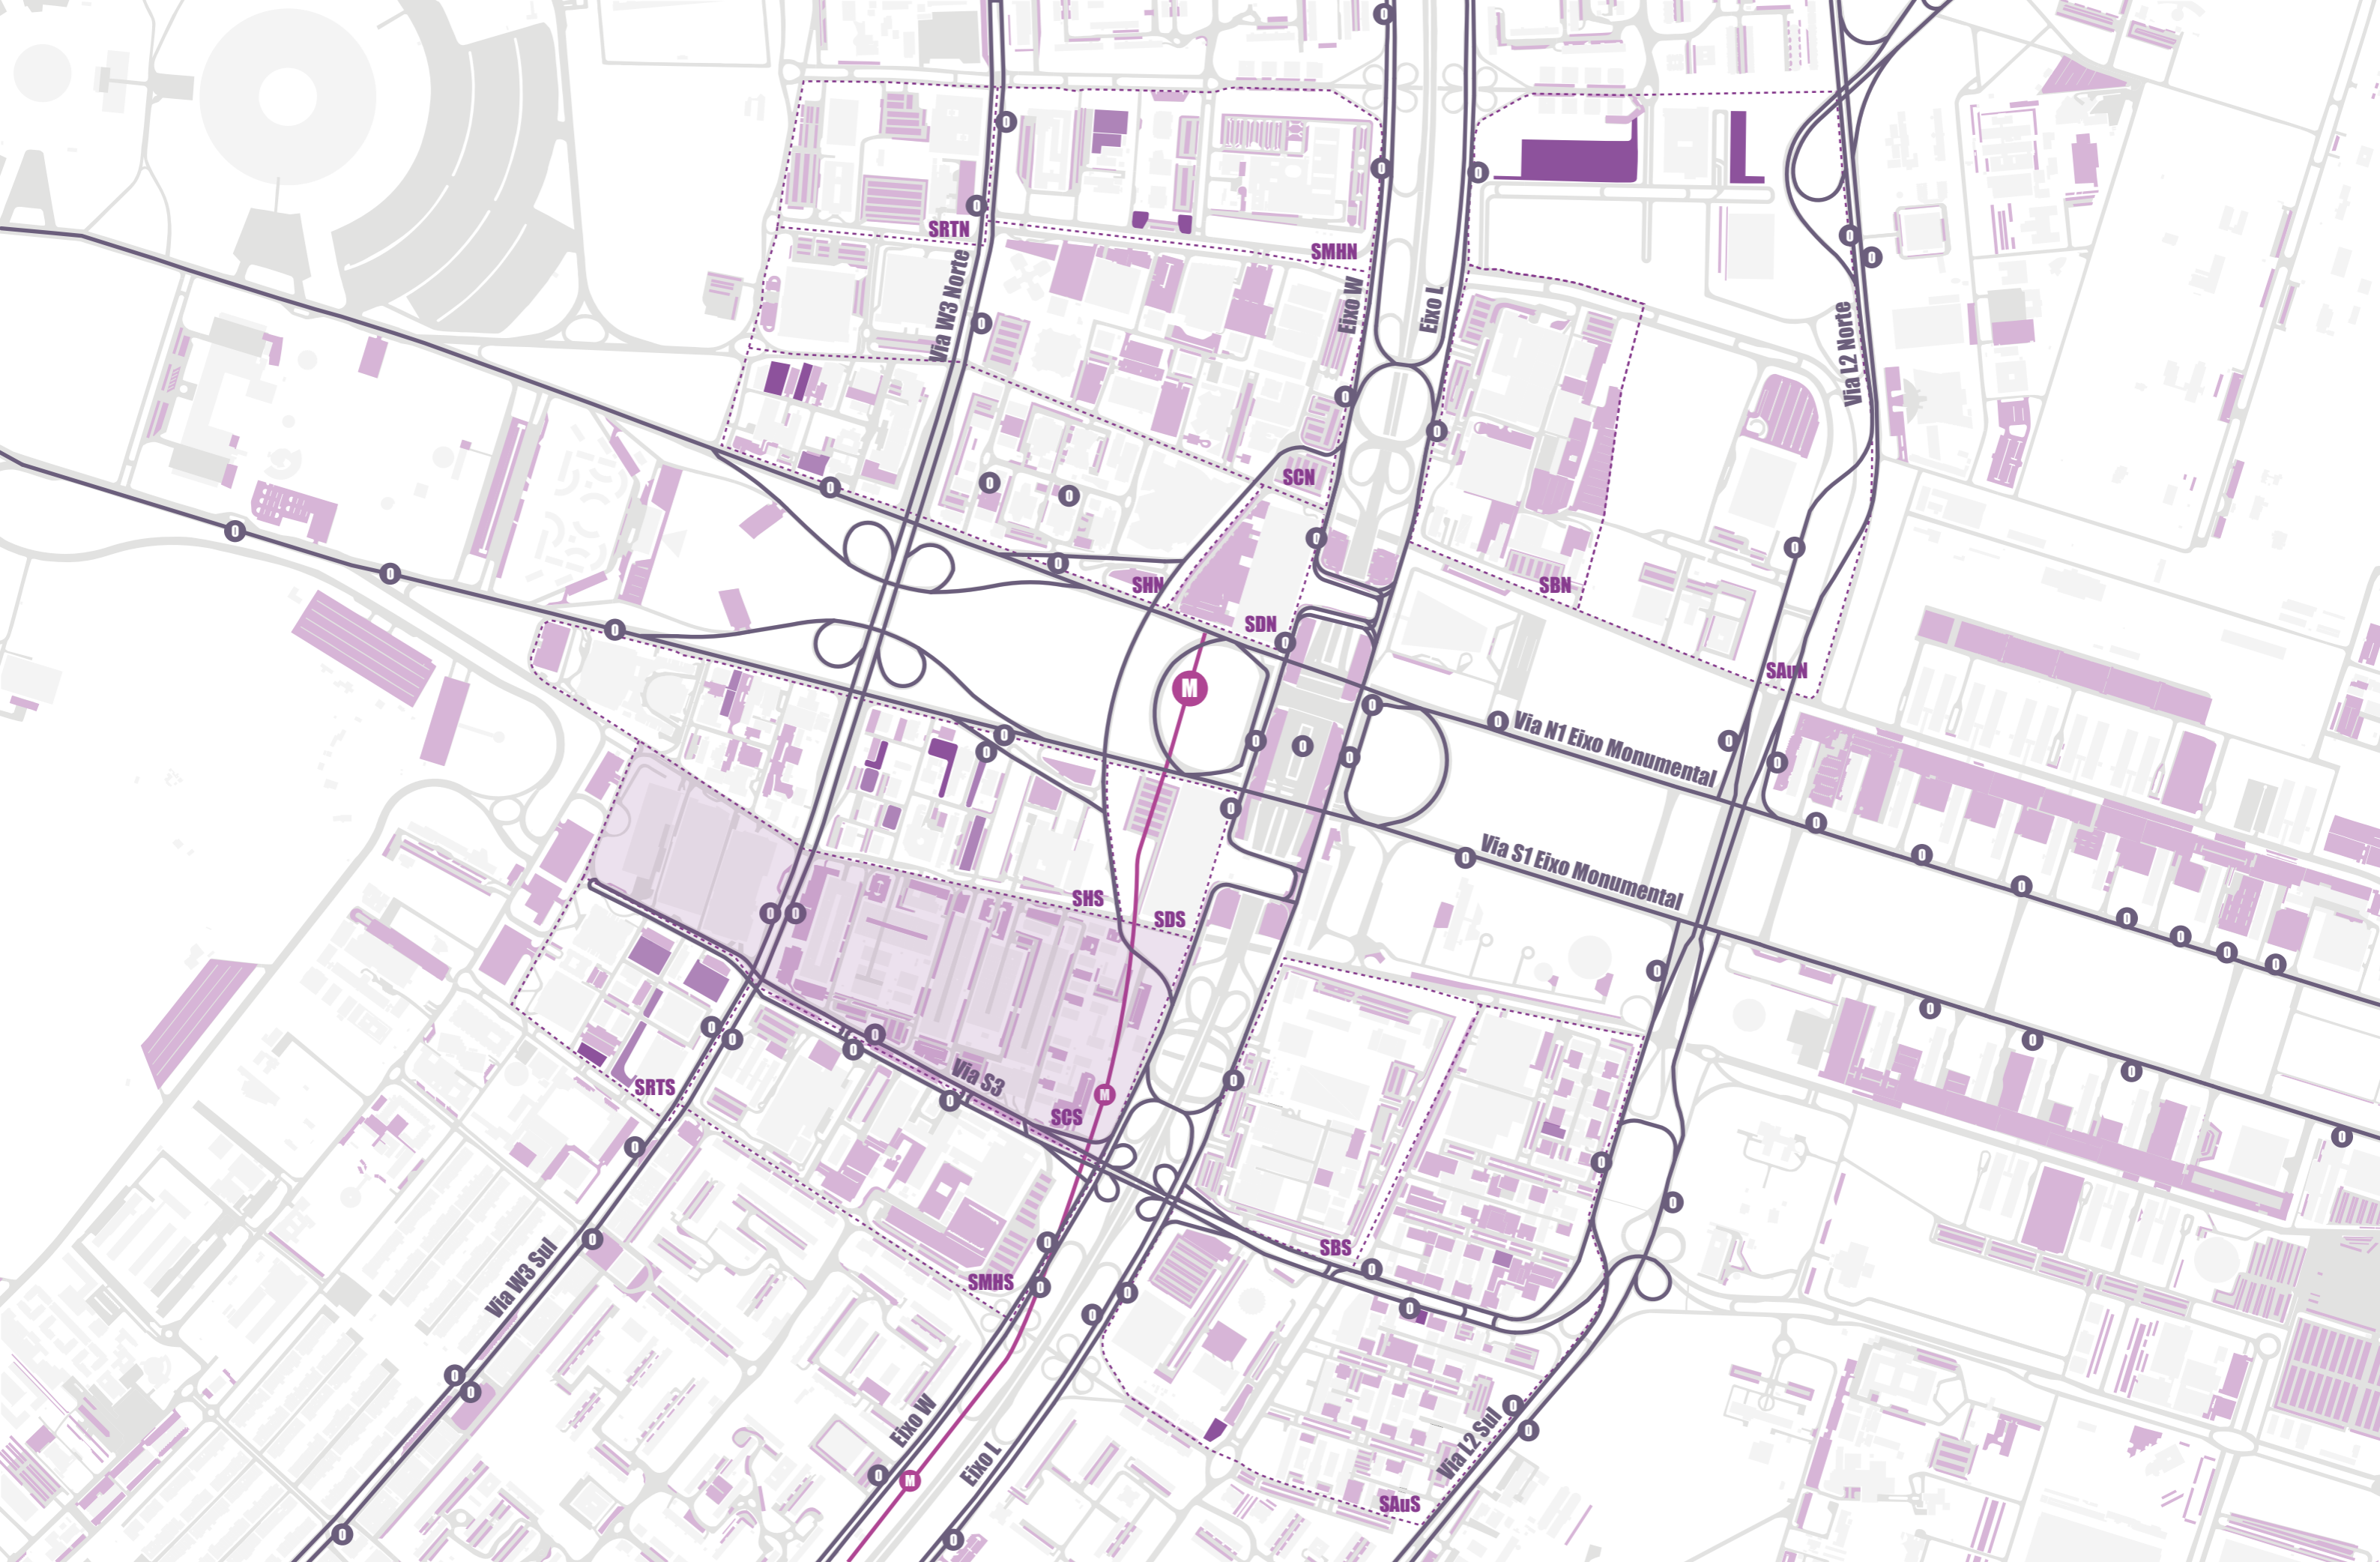 SRTN
SMHN
Via W3 Norte
Eixo W
Eixo L
Via L2 Norte
SCN
SHN
SBN
SDN
SAuN
M
Via N1 Eixo Monumental
Via S1 Eixo Monumental
SHS
SDS
Via S3
SRTS
M
SCS
SBS
SMHS
Via W3 Sul
Eixo W
Eixo L
Via L2 Sul
M
SAuS